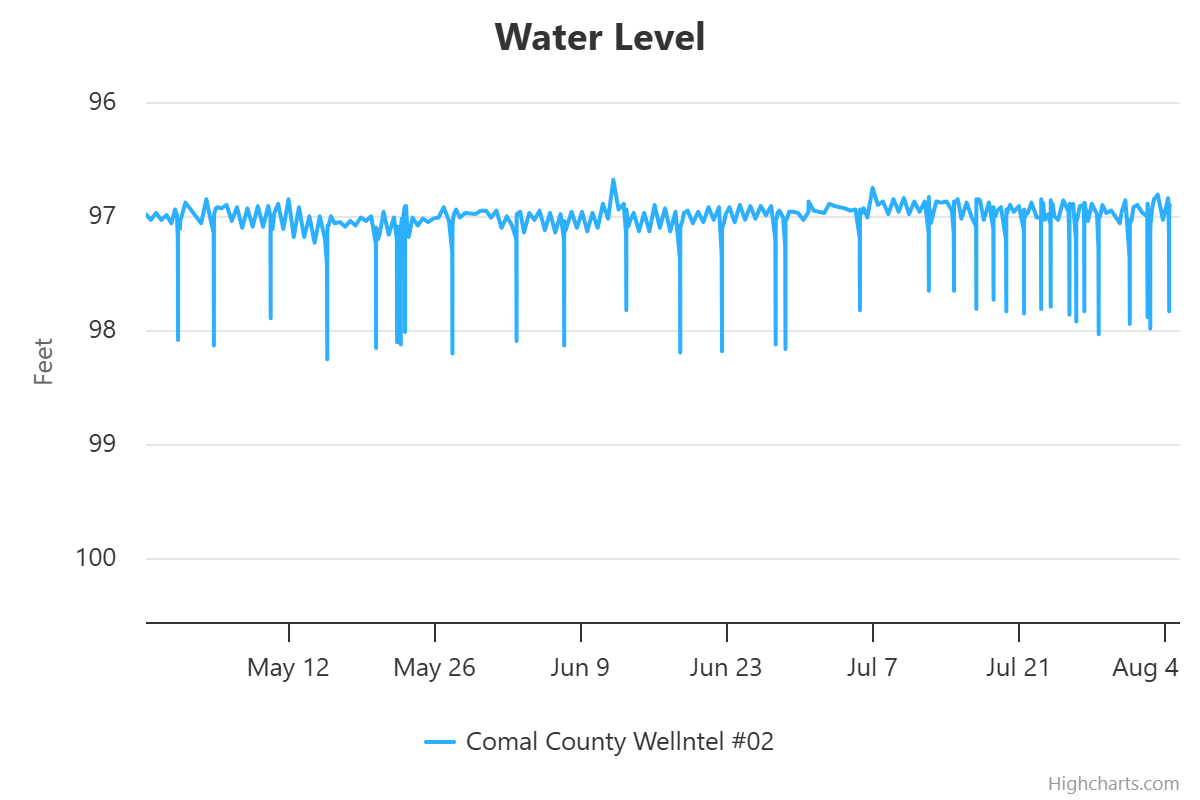 Water Level
96
97
98
99
100
Feet
May 12 May 26 Jun 9 Jun 23 Jul 7 Jul 21 Aug 4
Comal County Wellntel #02
Highcharts.com